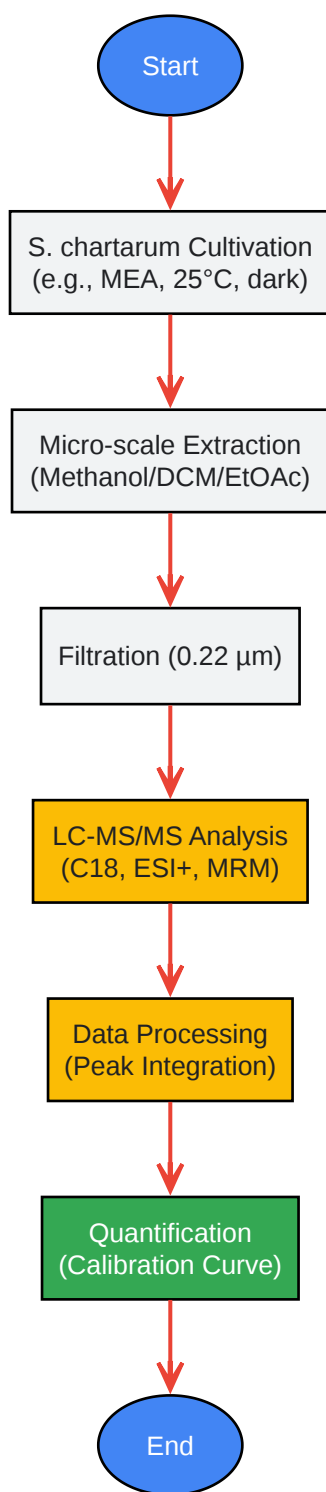 Start
S. chartarum Cultivation
(e.g., MEA, 25°C, dark)
Micro-scale Extraction
(Methanol/DCM/EtOAc)
Filtration (0.22 µm)
LC-MS/MS Analysis
(C18, ESI+, MRM)
Data Processing
(Peak Integration)
Quantification
(Calibration Curve)
End